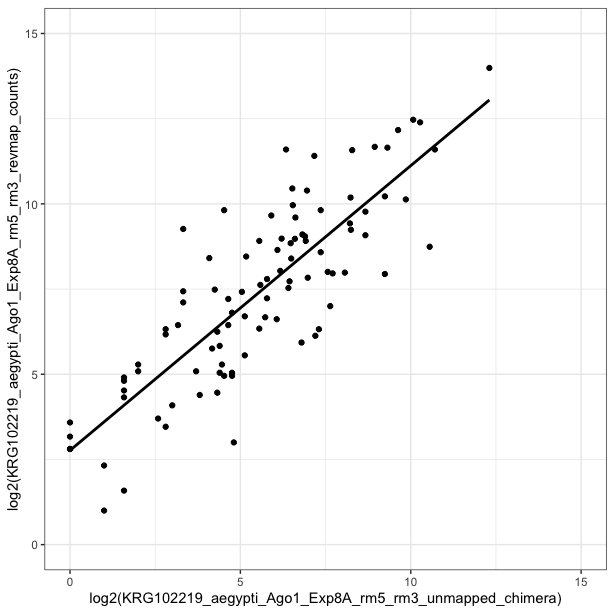 15
10
5
0
log2(KRG102219_aegypti_Ago1_Exp8A_rm5_rm3_revmap_counts)
0 5 10 15
log2(KRG102219_aegypti_Ago1_Exp8A_rm5_rm3_unmapped_chimera)